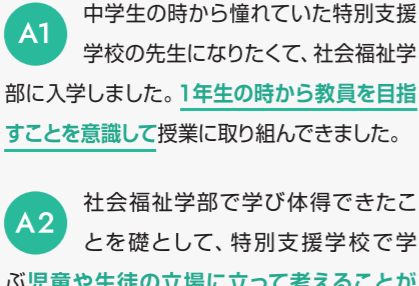 A1 中学生の時から憧れていた特別支援
学校の先生になりたくて、社会福祉学
部に入学しました。1年生の時から教員を目指
すことを意識して授業に取り組んできました。
A2 社会福祉学部で学び体得できたこ
とを礎として、特別支援学校で学
ぶ児童や生徒の立場に立って考えることが